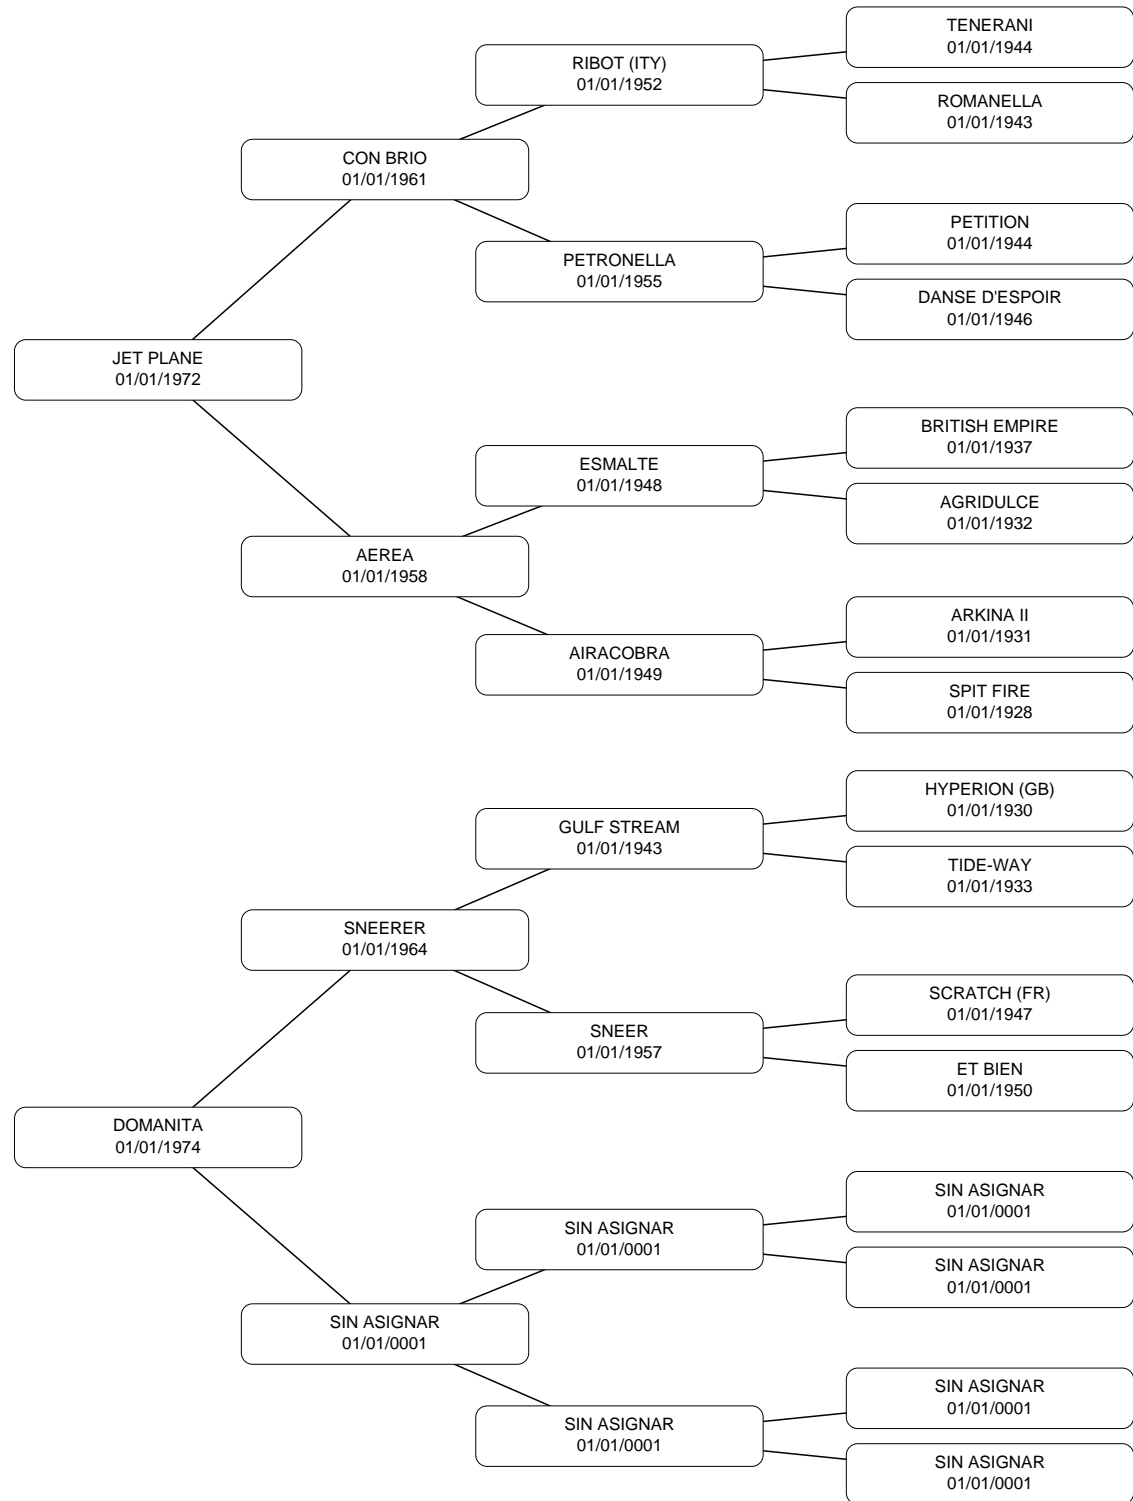 TENERANI
01/01/1944
RIBOT (ITY)
01/01/1952
ROMANELLA
01/01/1943
CON BRIO
01/01/1961
PETITION
01/01/1944
PETRONELLA
01/01/1955
DANSE D'ESPOIR
01/01/1946
JET PLANE
01/01/1972
BRITISH EMPIRE
01/01/1937
ESMALTE
01/01/1948
AGRIDULCE
01/01/1932
AEREA
01/01/1958
ARKINA II
01/01/1931
AIRACOBRA
01/01/1949
SPIT FIRE
01/01/1928
HYPERION (GB)
01/01/1930
GULF STREAM
01/01/1943
TIDE-WAY
01/01/1933
SNEERER
01/01/1964
SCRATCH (FR)
01/01/1947
SNEER
01/01/1957
ET BIEN
01/01/1950
DOMANITA
01/01/1974
SIN ASIGNAR
01/01/0001
SIN ASIGNAR
01/01/0001
SIN ASIGNAR
01/01/0001
SIN ASIGNAR
01/01/0001
SIN ASIGNAR
01/01/0001
SIN ASIGNAR
01/01/0001
SIN ASIGNAR
01/01/0001